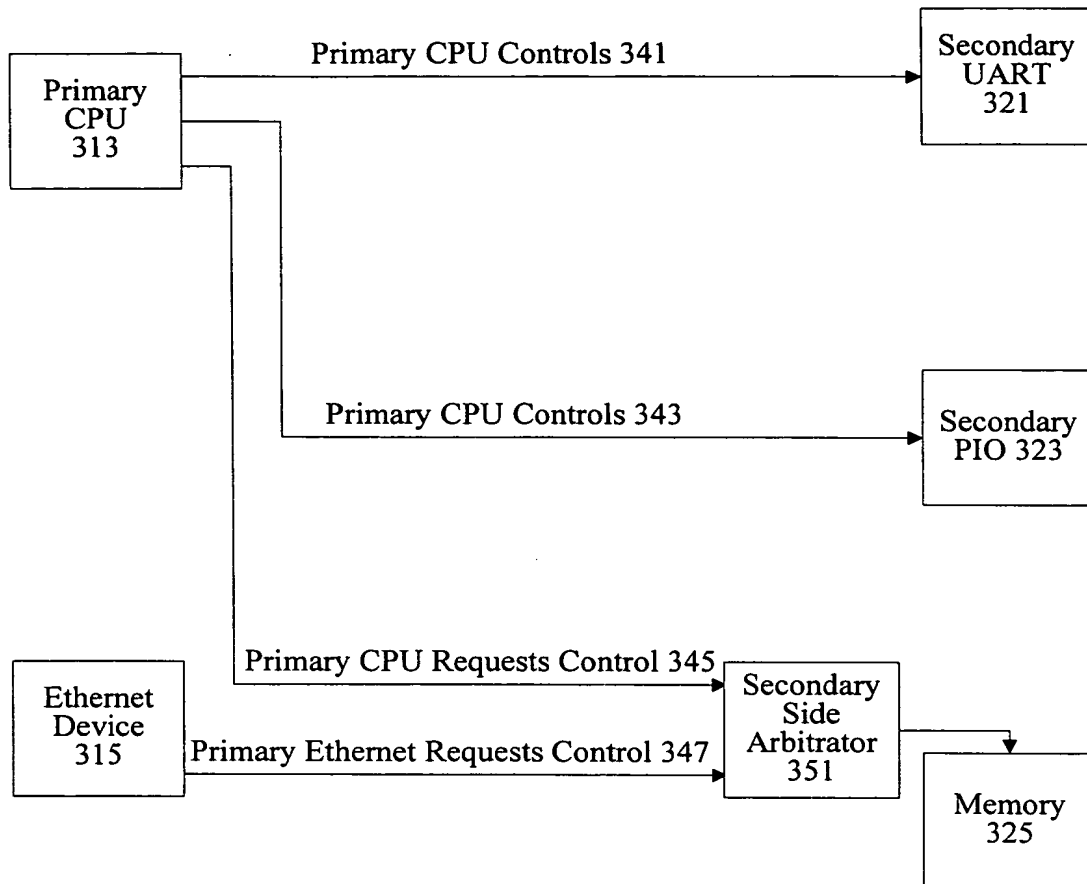 Primary CPU Controls 341
Primary
CPU
313
Secondary
UART
321
Primary CPU Controls 343
Secondary
PIO 323
Primary CPU Requests Control 345
Ethernet
Device
315
Primary Ethernet Requests Control 347
Secondary
Side
Arbitrator
351
Memory
325